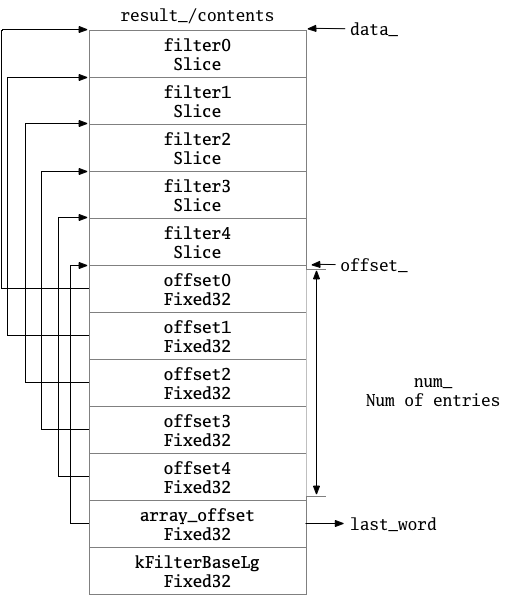 result_/contents
data_
filter0
Slice
filter1
Slice
filter2
Slice
filter3
Slice
filter4
Slice
offset_
offset0
Fixed32
offset1
Fixed32
offset2
Fixed32
num_
Num of entries
offset3
Fixed32
offset4
Fixed32
array_offset
Fixed32
last_word
kFilterBaseLg
Fixed32